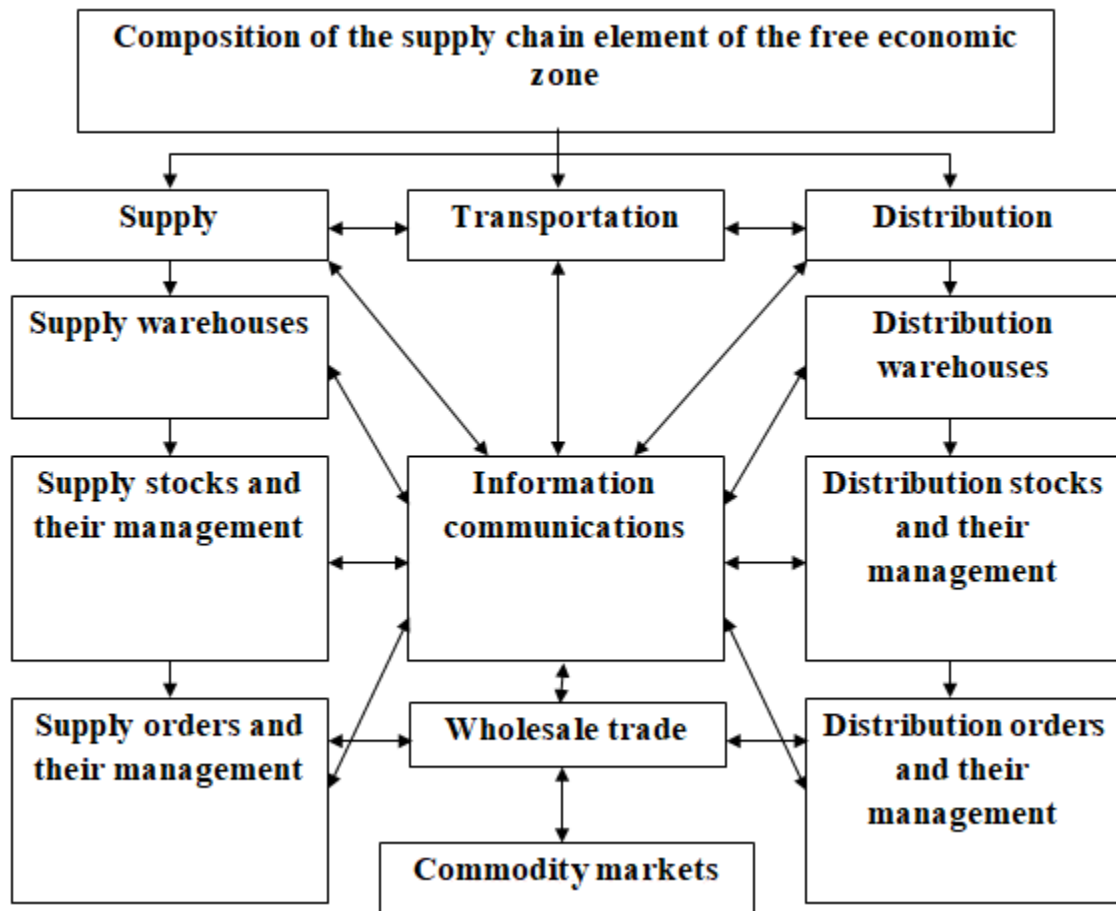 Composition of the supply chain element of the free economic
zone
Supply
Transportation
Distribution
Supply warehouses
Distribution
warehouses
Supply stocks and
their management
Information
communications
Distribution stocks
and their
management
Supply orders and
their management
Wholesale trade
Distribution orders
and their
management
Commodity markets